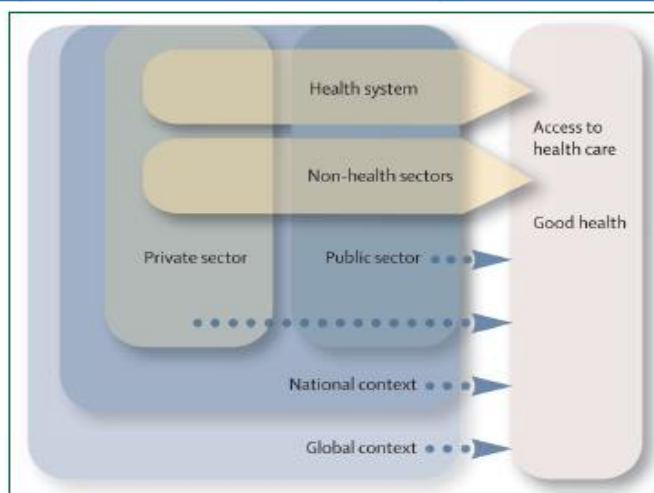 Health system
Access to
health care
Non-health sectors
Good health
Private sector
Public sector
National context
Global context